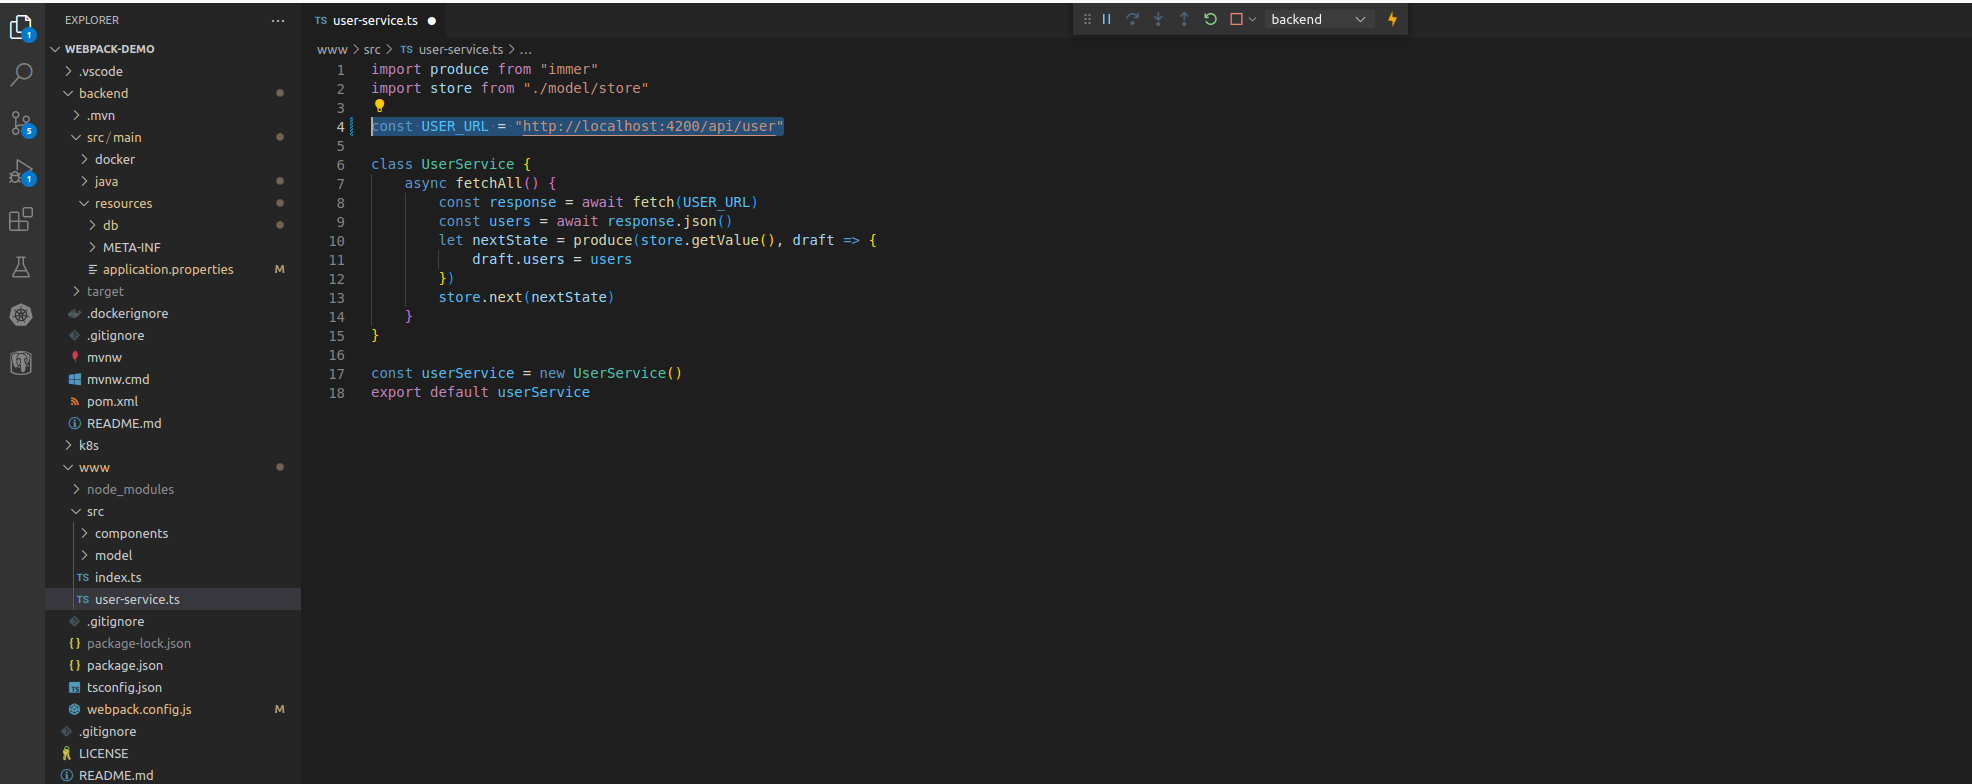 EXPLORER
WEBPACK-DEMO
.vscode
backend
.mvn
src/main
docker
java
resources
db
META-INF
application.properties M
target
.dockerignore
.gitignore
mvnw
mvnw.cmd
pom.xml
README.md
k8s
www
node_modules
src
components
model
TS index.ts
TS user-service.ts
.gitignore
{} package-lock.json
{} package.json
TS tsconfig.json
webpack.config.js M
.gitignore
LICENSE
README.md
1
5
1
TS user-service.ts
backend
www > src > TS user-service.ts > ...
1 import produce from "immer"
2 import store from "./model/store"
3
4 const USER_URL = "http://localhost:4200/api/user"
5
6 class UserService {
7 async fetchAll() {
8 const response = await fetch(USER_URL)
9 const users = await response.json()
10 let nextState = produce(store.getValue(), draft => {
11 draft.users = users
12 })
13 store.next(nextState)
14 }
15 }
16
17 const userService = new UserService()
18 export default userService